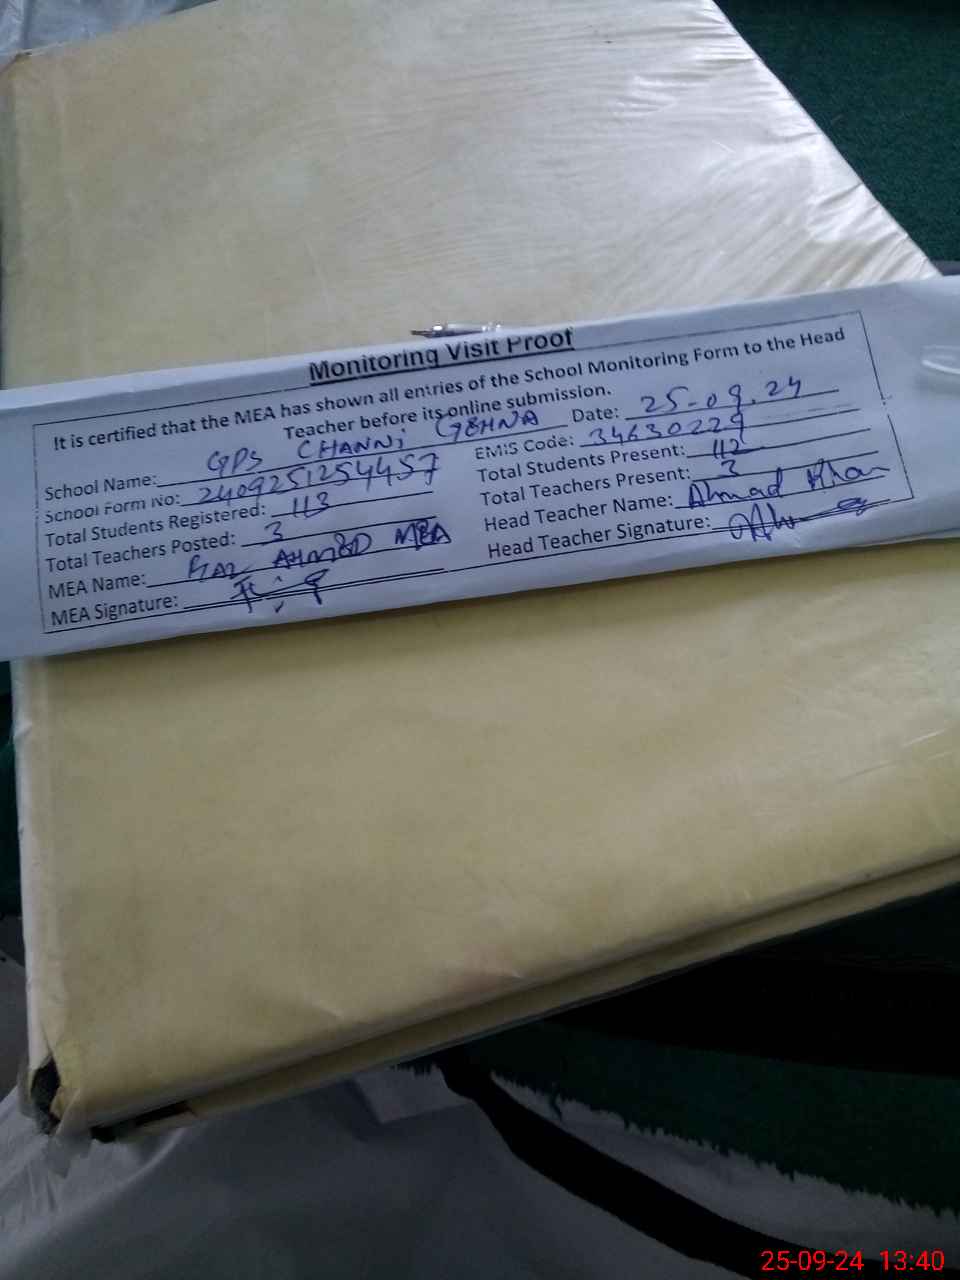 Monitoring Visit Proof
It is certified that the MEA has shown all entries of the School Monitoring Form to the Head
Teacher before its online submission.
School Name: GPS CHANNi GEHNA Date: 25-09.24
School Form No: 240925125 4457 EMIS Code: 34630229
Total Students Registered: 113 Total Students Present: 112
Total Teachers Posted: 3 Total Teachers Present: 3
MEA Name: AHMED MEA Head Teacher Name: Ahmad Khan
MEA Signature: Head Teacher Signature:
25-09-24 13:40